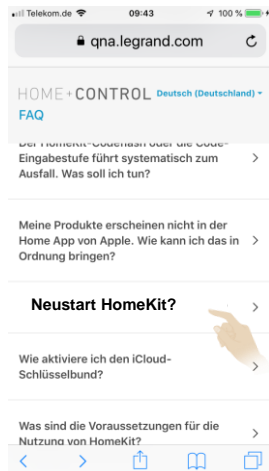 Telekom.de 09:43 100 %
qna.legrand.com
HOME + CONTROL Deutsch (Deutschland)
FAQ
Der HomeKit-Codehash oder die Code-
Eingabestufe führt systematisch zum
Ausfall. Was soll ich tun?
Meine Produkte erscheinen nicht in der
Home App von Apple. Wie kann ich das in
Ordnung bringen?
Neustart HomeKit?
Wie aktiviere ich den iCloud-
Schlüsselbund?
Was sind die Voraussetzungen für die
Nutzung von HomeKit?